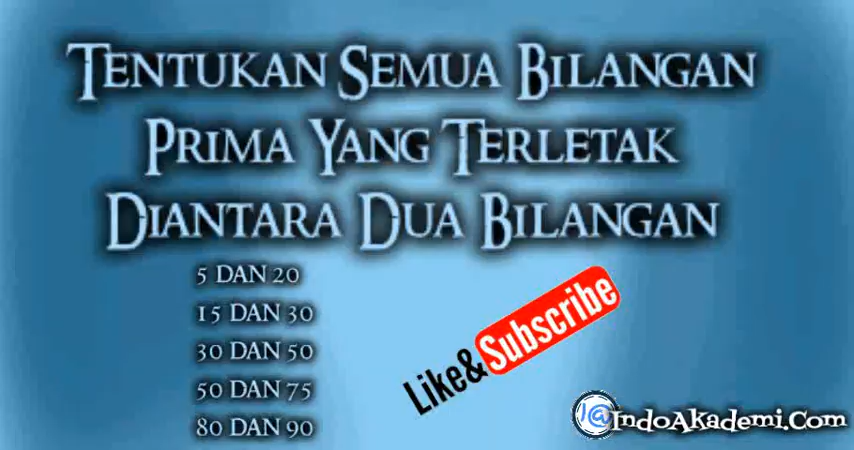 Tentukan Semua Bilangan
Prima Yang Terletak
Diantara Dua Bilangan
5 DAN 20
15 DAN 30
30 DAN 50
50 DAN 75
80 DAN 90
Like&Subscribe
I@IndoAkademi.Com